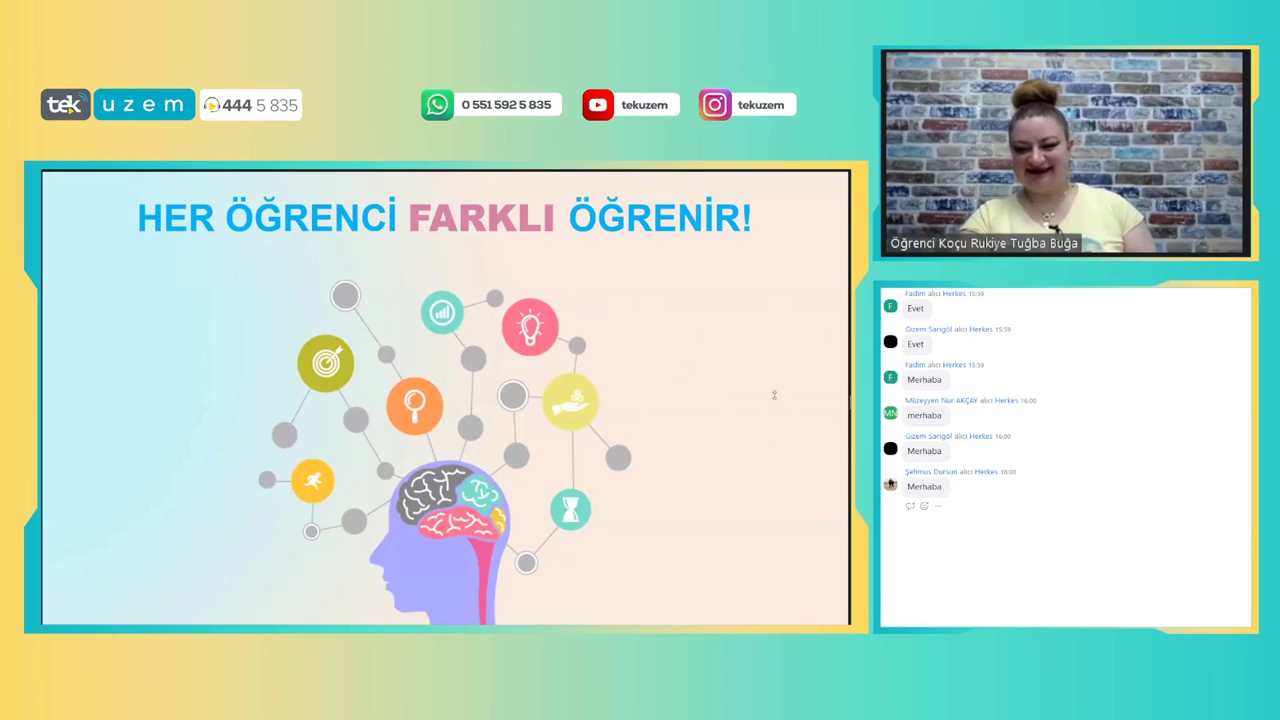 tek uzem 444 5 835
0 551 592 5 835
tekuzem
tekuzem
HER ÖĞRENCİ FARKLI ÖĞRENİR!
Öğrenci Koçu Rukiye Tuğba Buğa
Fadim alıcı Herkes 15:59
F
Evet
Gizem Sarıgöl alıcı Herkes 15:59
Evet
Fadim alıcı Herkes 15:59
F
Merhaba
Müzeyyen Nur AKÇAY alıcı Herkes 16:00
MN
merhaba
Gizem Sarıgöl alıcı Herkes 16:00
Merhaba
Şehmus Dursun alıcı Herkes 16:00
Merhaba